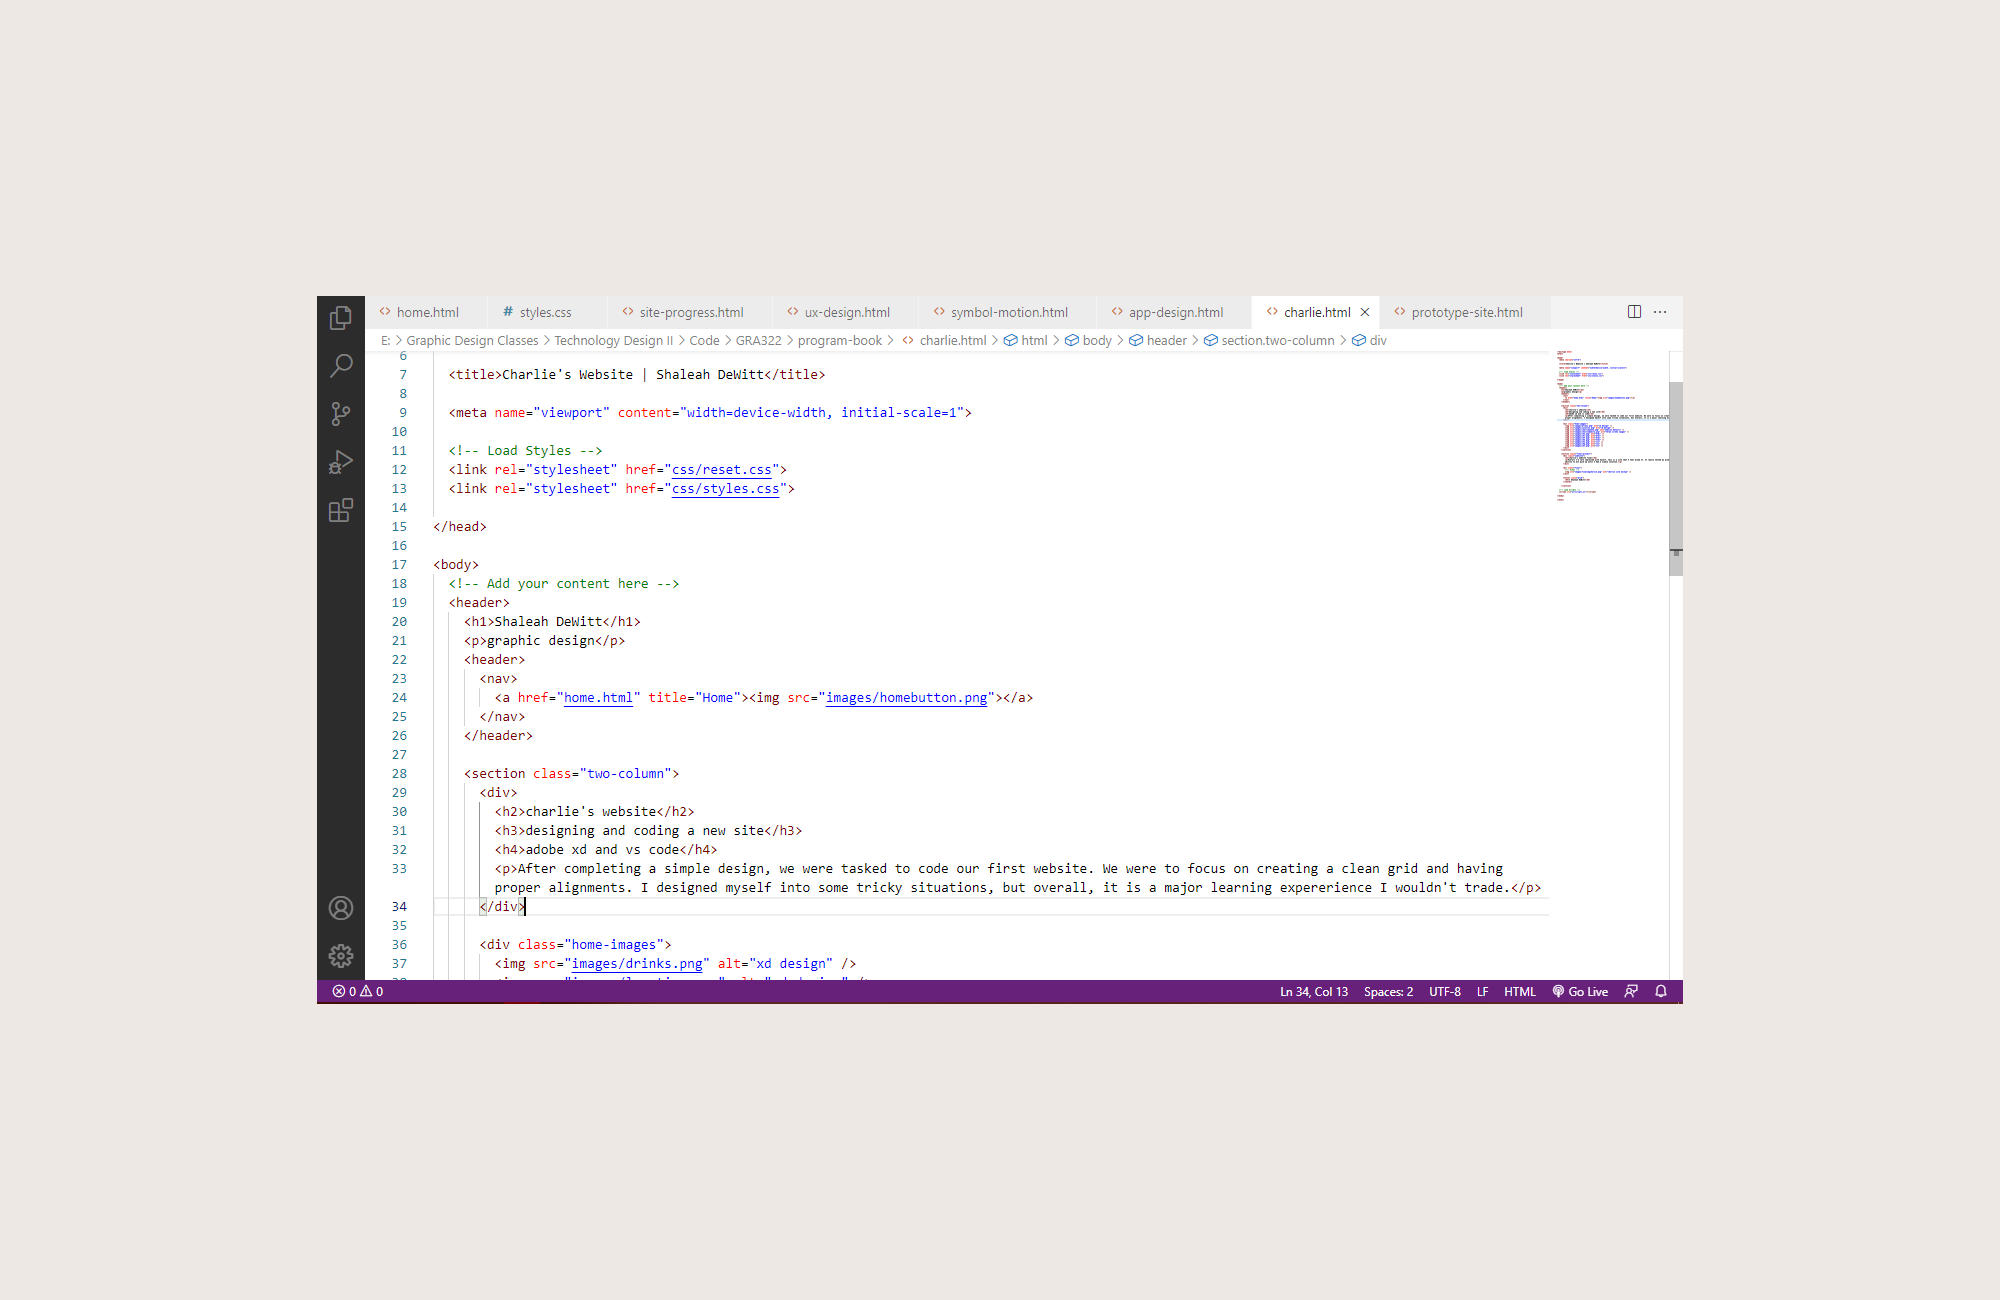 home.html
# styles.css
site-progress.html
ux-design.html
symbol-motion.html
app-design.html
charlie.html
prototype-site.html
E: > Graphic Design Classes > Technology Design II > Code > GRA322 > program-book > charlie.html > html > body > header > section.two-column > div
6
7 <title>Charlie's Website | Shaleah DeWitt</title>
8
9 <meta name="viewport" content="width=device-width, initial-scale=1">
10
11 <!-- Load Styles -->
12 <link rel="stylesheet" href="css/reset.css">
13 <link rel="stylesheet" href="css/styles.css">
14
15 </head>
16
17 <body>
18 <!-- Add your content here -->
19 <header>
20 <h1>Shaleah DeWitt</h1>
21 <p>graphic design</p>
22 <header>
23 <nav>
24 <a href="home.html" title="Home"><img src="images/homebutton.png"></a>
25 </nav>
26 </header>
27
28 <section class="two-column">
29 <div>
30 <h2>charlie's website</h2>
31 <h3>designing and coding a new site</h3>
32 <h4>adobe xd and vs code</h4>
33 <p>After completing a simple design, we were tasked to code our first website. We were to focus on creating a clean grid and having
proper alignments. I designed myself into some tricky situations, but overall, it is a major learning expererience I wouldn't trade.</p>
34 </div>
35
36 <div class="home-images">
37 <img src="images/drinks.png" alt="xd design" />
0 0
Ln 34, Col 13
Spaces: 2
UTF-8
LF
HTML
Go Live